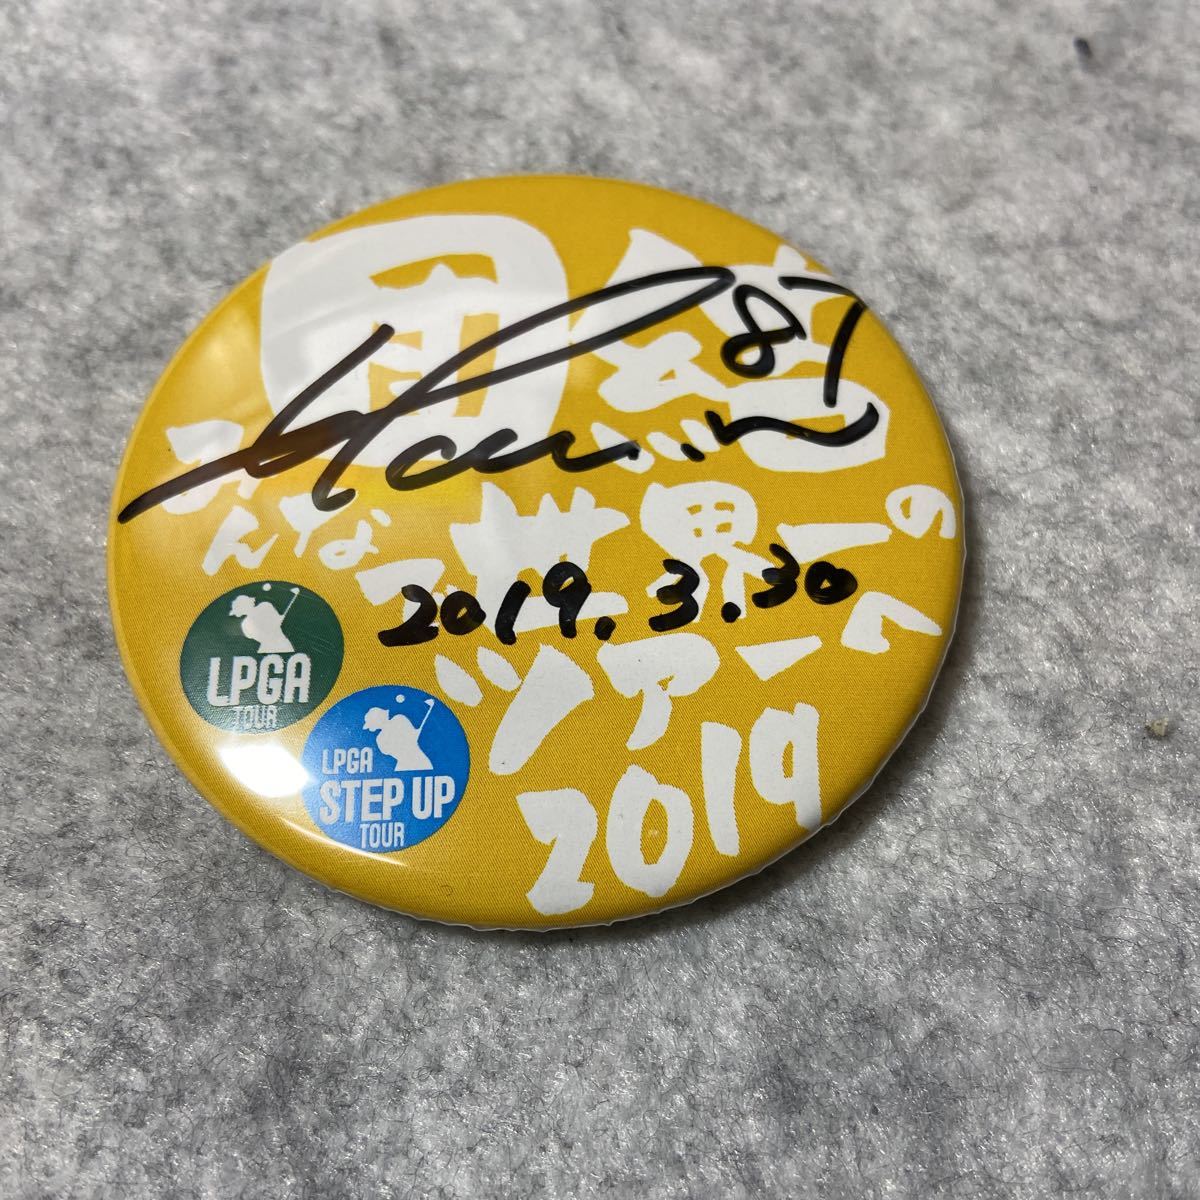 団結
87
みんなで世界一の
2019.3.30
ツアーへ
2019
LPGA
TOUR
LPGA
STEP UP
TOUR